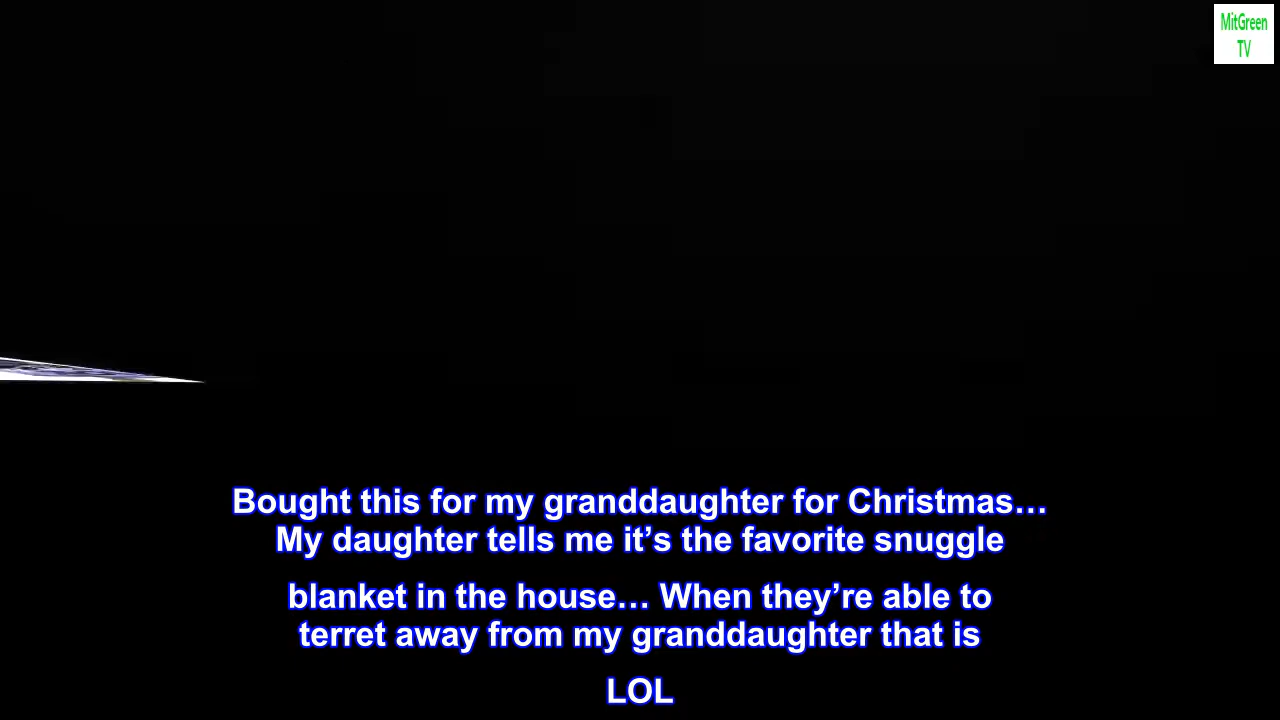 MitGreen
TV
Bought this for my granddaughter for Christmas…
My daughter tells me it’s the favorite snuggle
blanket in the house… When they’re able to
terret away from my granddaughter that is
LOL